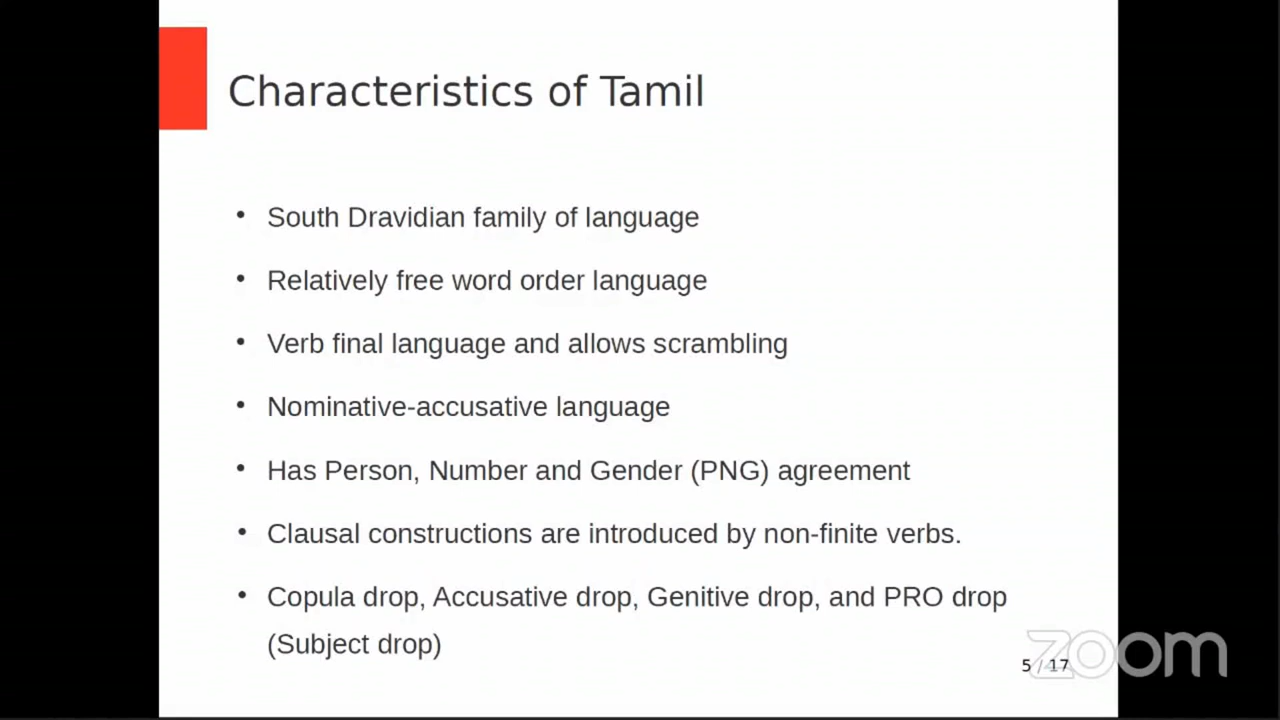 Characteristics of Tamil
• South Dravidian family of language
• Relatively free word order language
• Verb final language and allows scrambling
• Nominative-accusative language
• Has Person, Number and Gender (PNG) agreement
• Clausal constructions are introduced by non-finite verbs.
• Copula drop, Accusative drop, Genitive drop, and PRO drop
(Subject drop)
5 / 17
zoom